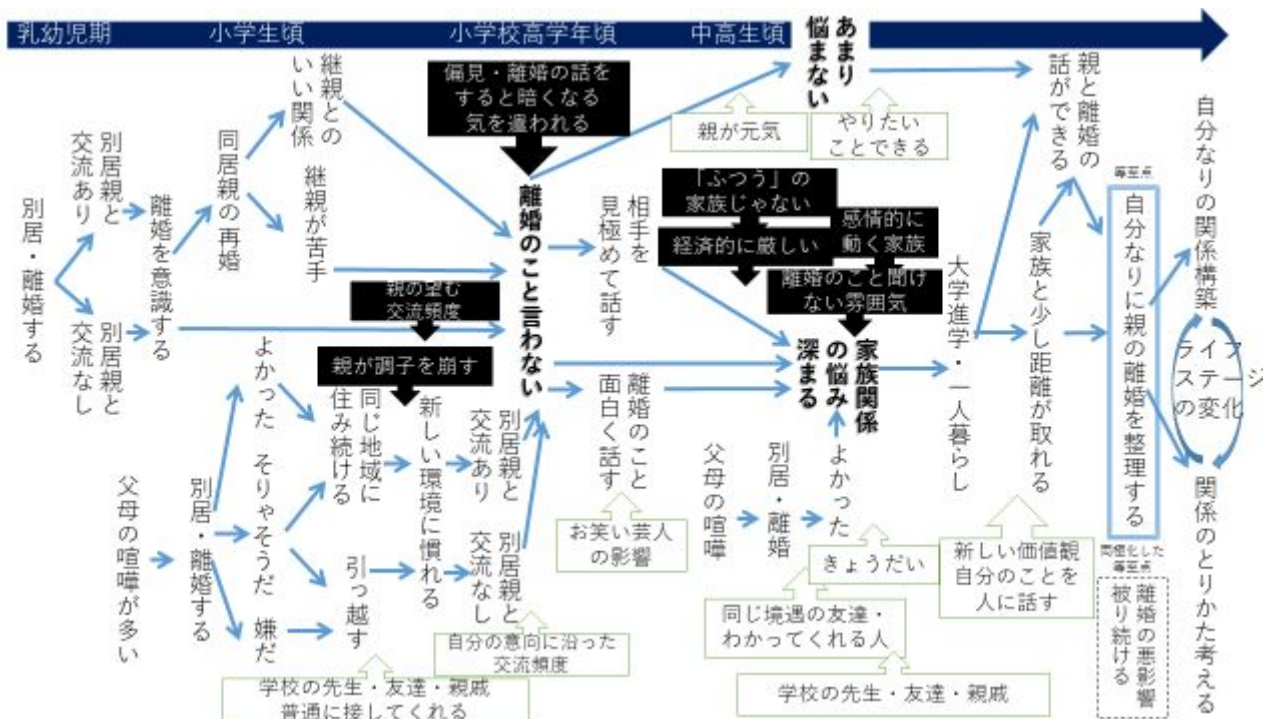 乳幼児期
小学生頃
小学校高学年頃
中高生頃
あまり
悩まない
別居・離婚する
別居親と
交流あり
別居親と
交流なし
離婚を意識する
同居親の再婚
継親との
いい関係
継親が苦手
偏見・離婚の話を
すると暗くなる
気を遣われる
離婚のこと言わない
親が元気
やりたい
ことできる
「ふつう」の
家族じゃない
経済的に厳しい
感情的に
動く家族
離婚のこと聞け
ない雰囲気
相手を
見極めて話す
離婚のこと
面白く話す
お笑い芸人
の影響
親の望む
交流頻度
親が調子を崩す
父母の喧嘩が多い
別居・離婚する
よかった
そりゃそうだ
嫌だ
同じ地域に
住み続ける
引っ越す
新しい環境に慣れる
別居親と
交流あり
別居親と
交流なし
自分の意向に沿った
交流頻度
学校の先生・友達・親戚
普通に接してくれる
家族関係
の悩み
深まる
父母の喧嘩
別居・離婚
よかった
きょうだい
同じ境遇の友達・
わかってくれる人
学校の先生・友達・親戚
大学進学・一人暮らし
新しい価値観
自分のことを
人に話す
家族と少し距離が取れる
親と離婚の
話ができる
等至点
自分なりに親の離婚を整理する
両極化した
等至点
離婚の悪影響
被り続ける
自分なりの関係構築
ライフ
ステージ
の変化
関係のとりかた考える